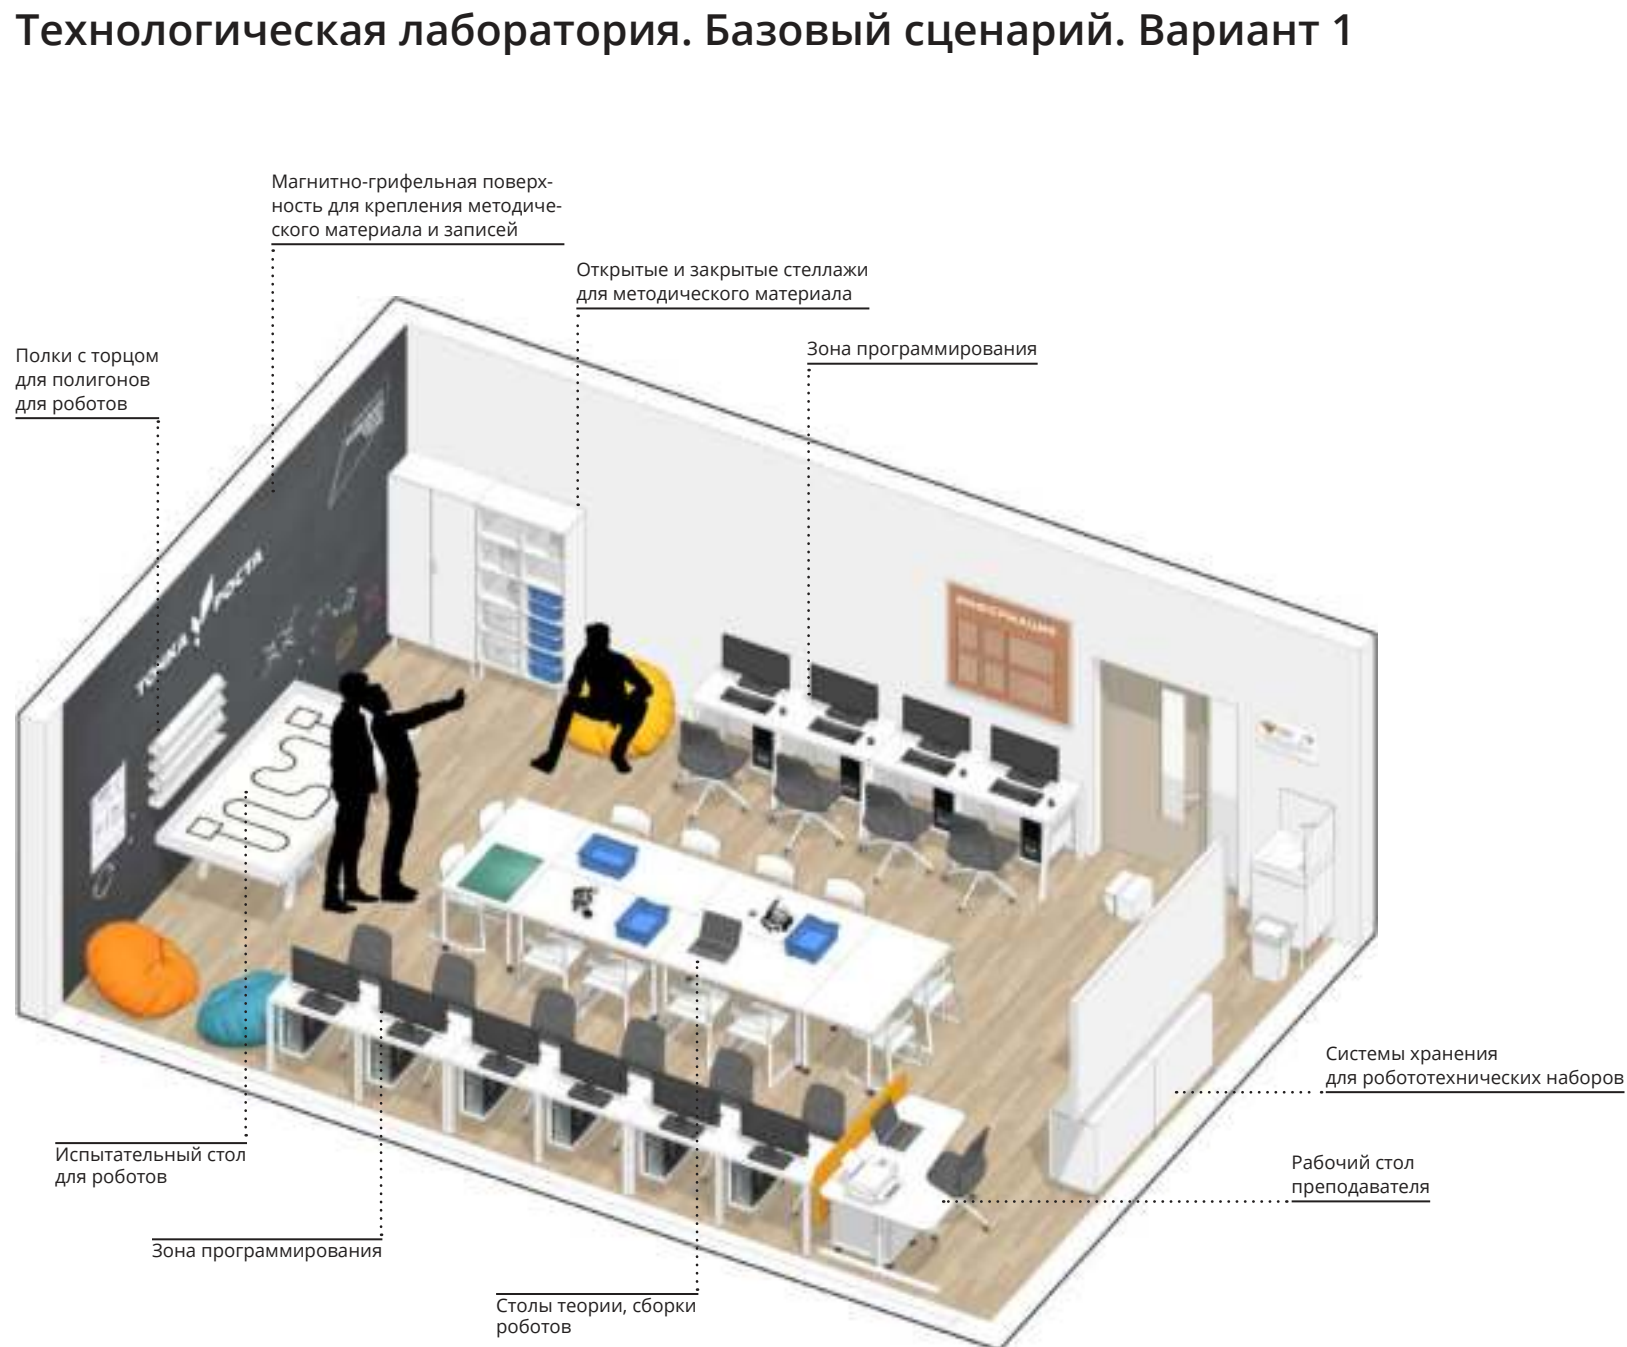 Технологическая лаборатория. Базовый сценарий. Вариант 1
Магнитно-грифельная поверх-
ность для крепления методиче-
ского материала и записей
Открытые и закрытые стеллажи
для методического материала
Зона программирования
Полки с торцом
для полигонов
для роботов
ТОЧКА РОСТА
ИНФОРМАЦИЯ
Системы хранения
для робототехнических наборов
Испытательный стол
для роботов
Рабочий стол
преподавателя
Зона программирования
Столы теории, сборки
роботов